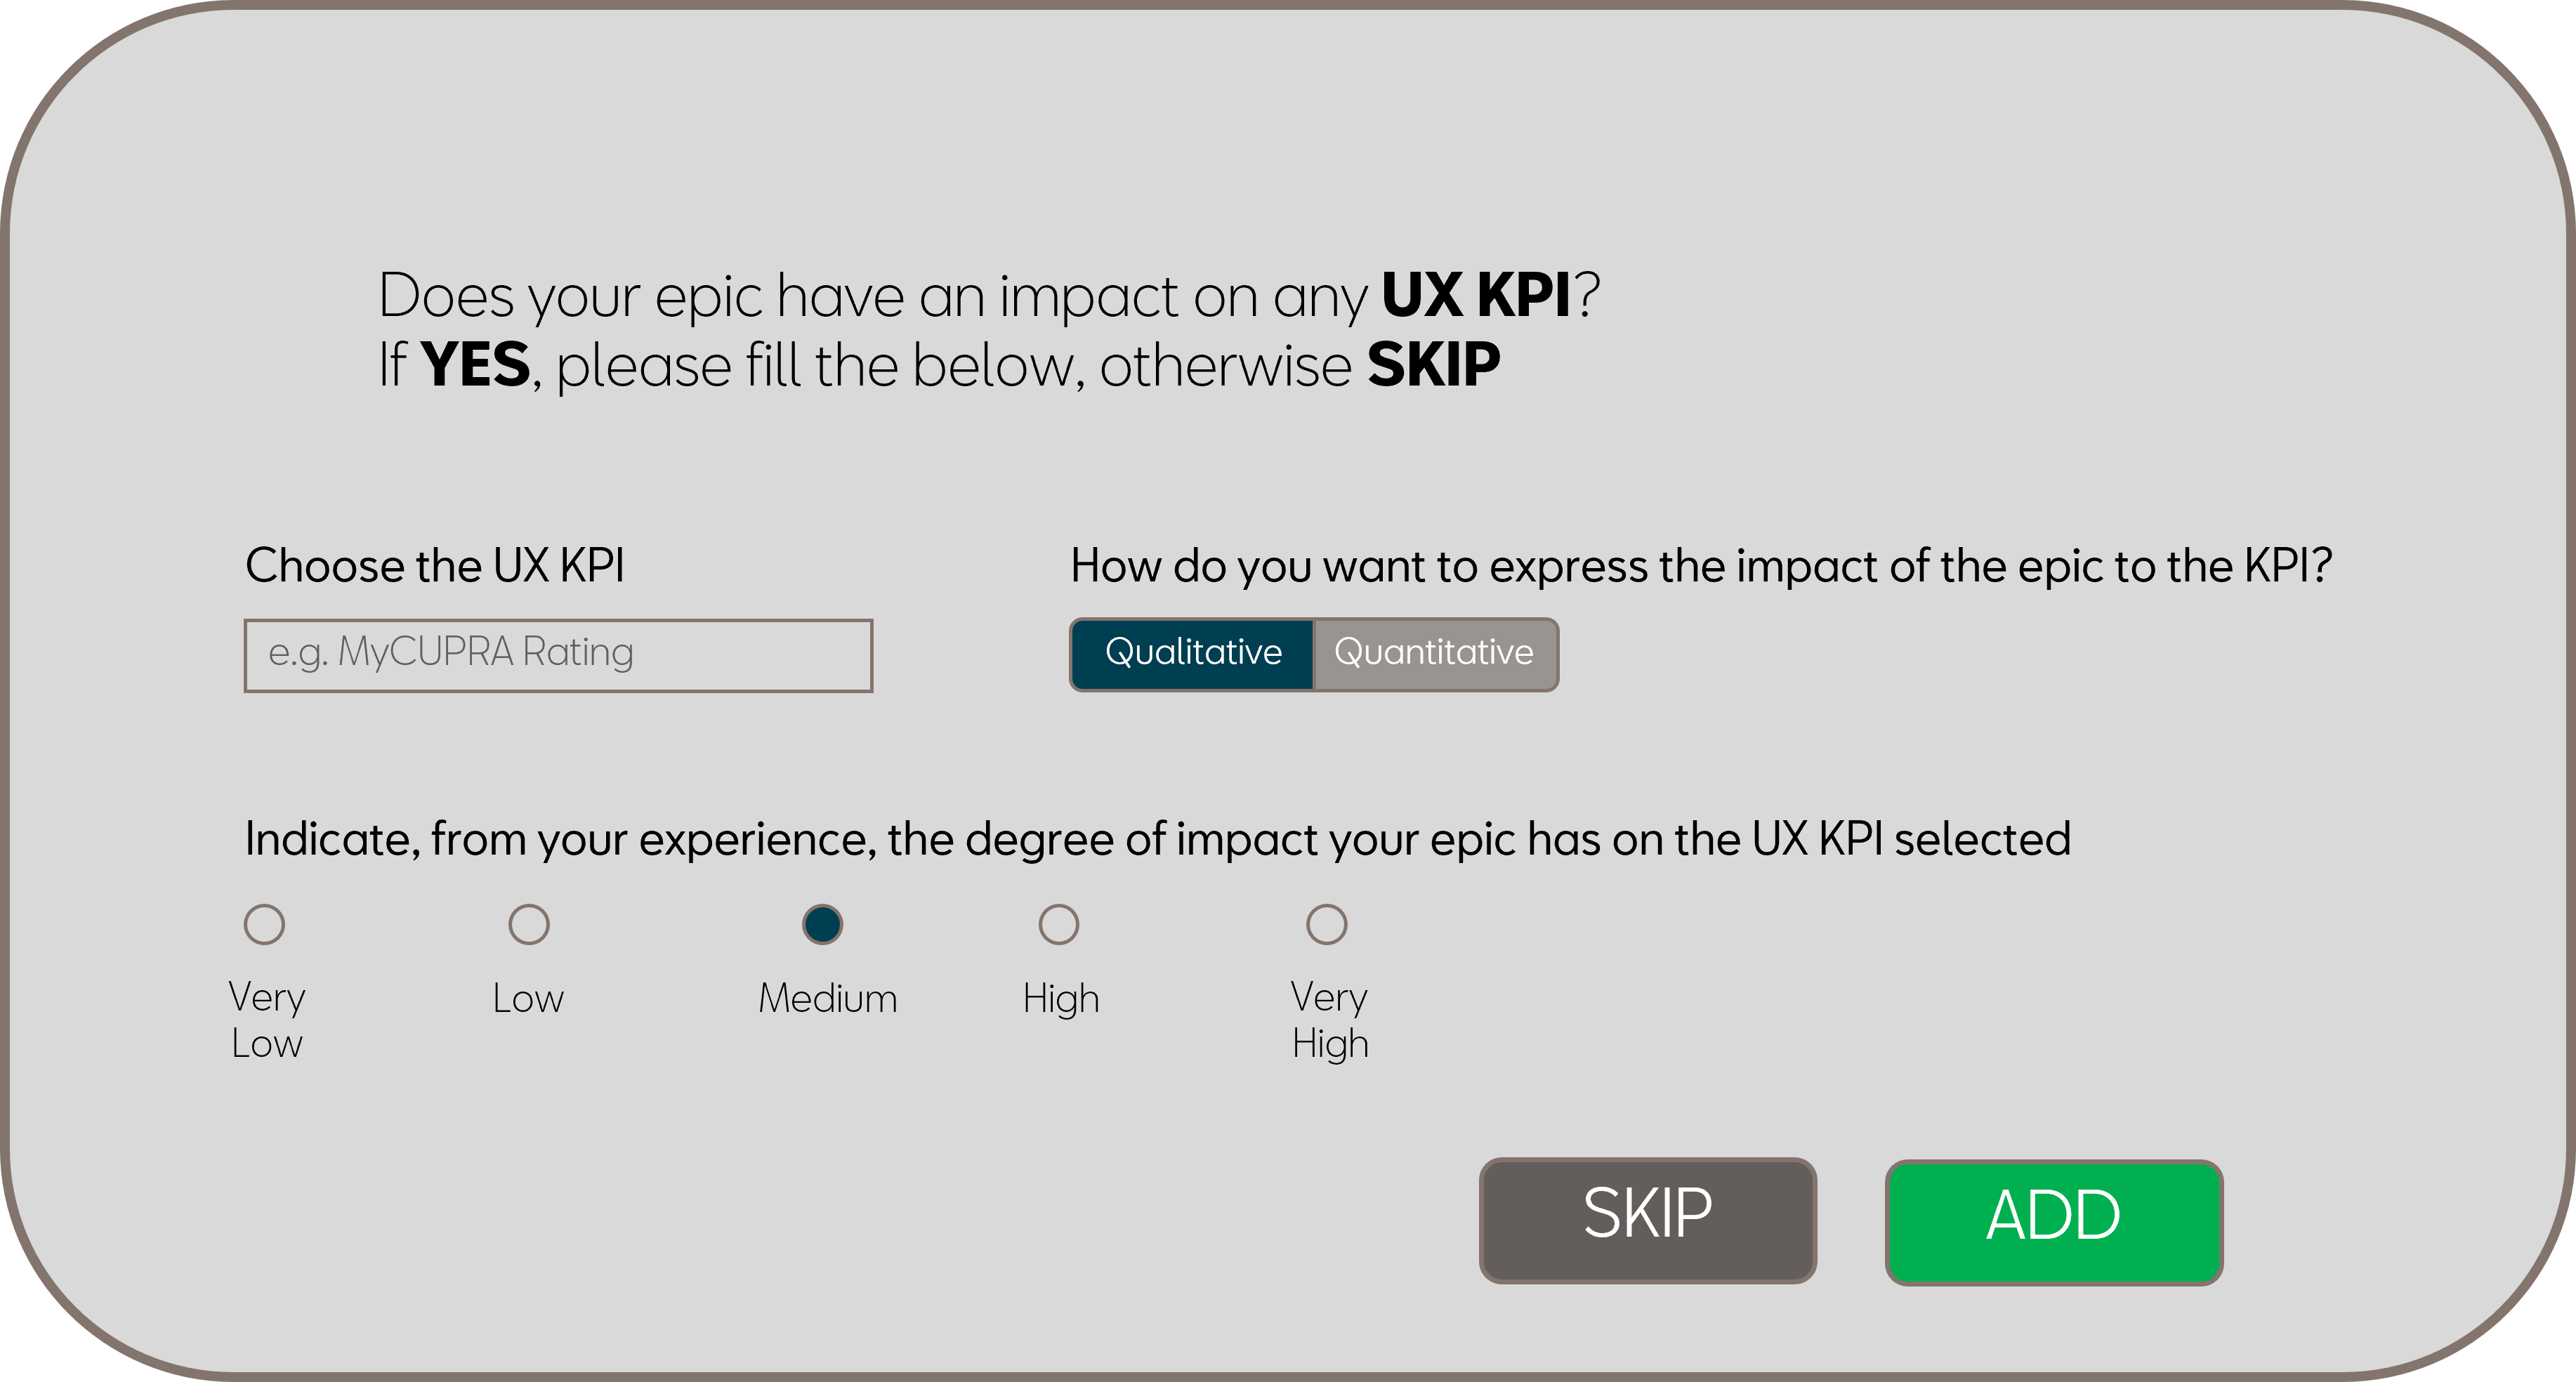 Does your epic have an impact on any UX KPI?
If YES, please fill the below, otherwise SKIP
Choose the UX KPI
e.g. MyCUPRA Rating
How do you want to express the impact of the epic to the KPI?
Qualitative Quantitative
Indicate, from your experience, the degree of impact your epic has on the UX KPI selected
Very
Low
Low
Medium
High
Very
High
SKIP
ADD